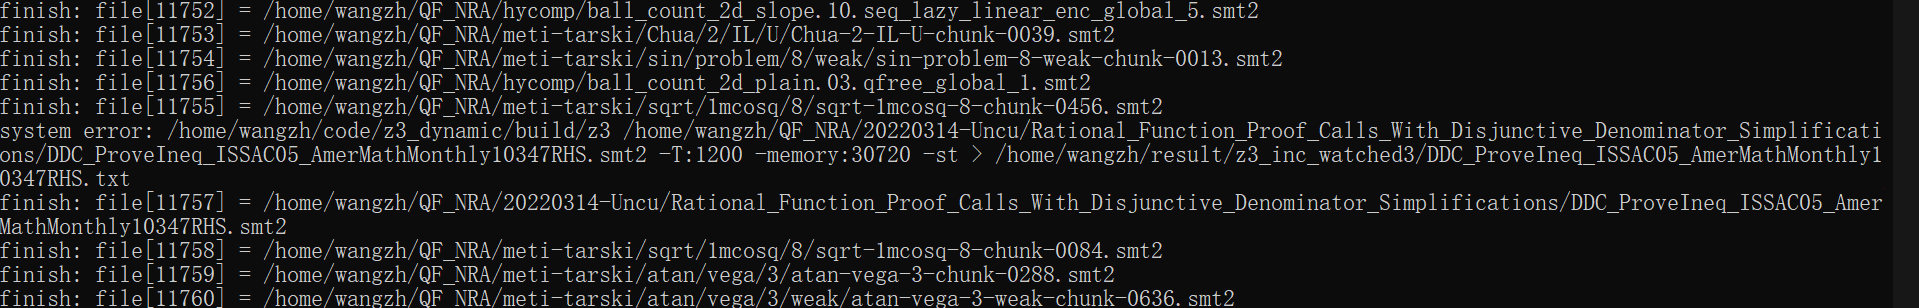 finish: file[11752] = /home/wangzh/QF_NRA/hycomp/ball_count_2d_slope.10.seq_lazy_linear_enc_global_5.smt2
finish: file[11753] = /home/wangzh/QF_NRA/meti-tarski/Chua/2/IL/U/Chua-2-IL-U-chunk-0039.smt2
finish: file[11754] = /home/wangzh/QF_NRA/meti-tarski/sin/problem/8/weak/sin-problem-8-weak-chunk-0013.smt2
finish: file[11756] = /home/wangzh/QF_NRA/hycomp/ball_count_2d_plain.03.qfree_global_1.smt2
finish: file[11755] = /home/wangzh/QF_NRA/meti-tarski/sqrt/1mcosq/8/sqrt-1mcosq-8-chunk-0456.smt2
system error: /home/wangzh/code/z3_dynamic/build/z3 /home/wangzh/QF_NRA/20220314-Uncu/Rational_Function_Proof_Calls_With_Disjunctive_Denominator_Simplificati
ons/DDC_ProveIneq_ISSAC05_AmerMathMonthly10347RHS.smt2 -T:1200 -memory:30720 -st > /home/wangzh/result/z3_inc_watched3/DDC_ProveIneq_ISSAC05_AmerMathMonthly1
0347RHS.txt
finish: file[11757] = /home/wangzh/QF_NRA/20220314-Uncu/Rational_Function_Proof_Calls_With_Disjunctive_Denominator_Simplifications/DDC_ProveIneq_ISSAC05_Amer
MathMonthly10347RHS.smt2
finish: file[11758] = /home/wangzh/QF_NRA/meti-tarski/sqrt/1mcosq/8/sqrt-1mcosq-8-chunk-0084.smt2
finish: file[11759] = /home/wangzh/QF_NRA/meti-tarski/atan/vega/3/atan-vega-3-chunk-0288.smt2
finish: file[11760] = /home/wangzh/QF_NRA/meti-tarski/atan/vega/3/weak/atan-vega-3-weak-chunk-0636.smt2